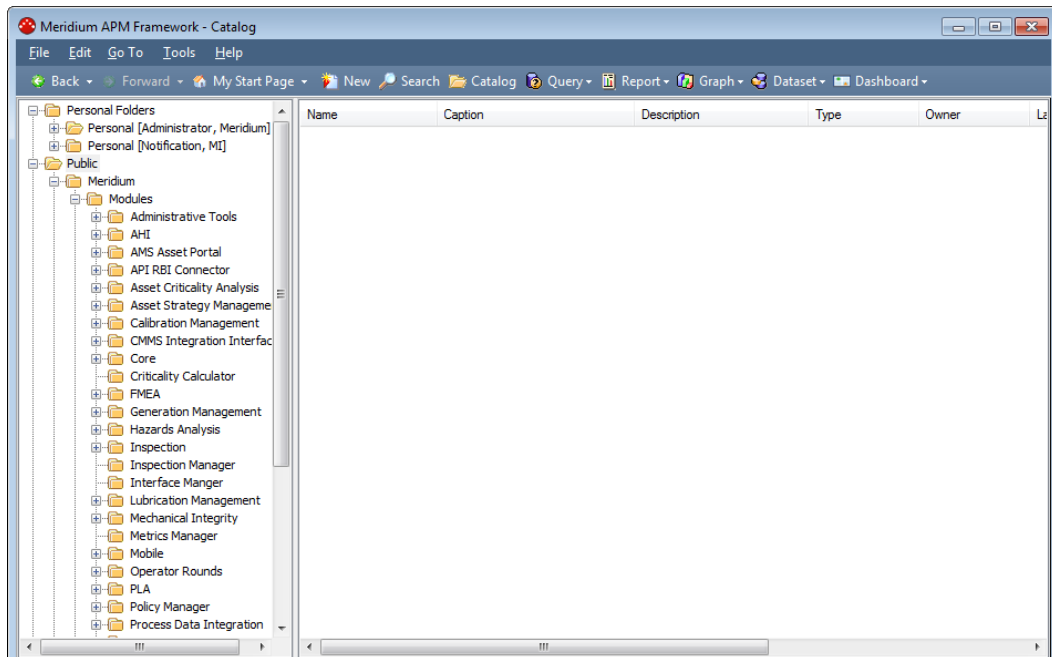 Meridium APM Framework - Catalog
File Edit Go To Tools Help
Back Forward My Start Page New Search Catalog Query Report Graph Dataset Dashboard
Name Caption Description Type Owner La
Personal Folders
Personal [Administrator, Meridium]
Personal [Notification, MI]
Public
Meridium
Modules
Administrative Tools
AHI
AMS Asset Portal
API RBI Connector
Asset Criticality Analysis
Asset Strategy Manageme
Calibration Management
CMMS Integration Interfac
Core
Criticality Calculator
FMEA
Generation Management
Hazards Analysis
Inspection
Inspection Manager
Interface Manger
Lubrication Management
Mechanical Integrity
Metrics Manager
Mobile
Operator Rounds
PLA
Policy Manager
Process Data Integration